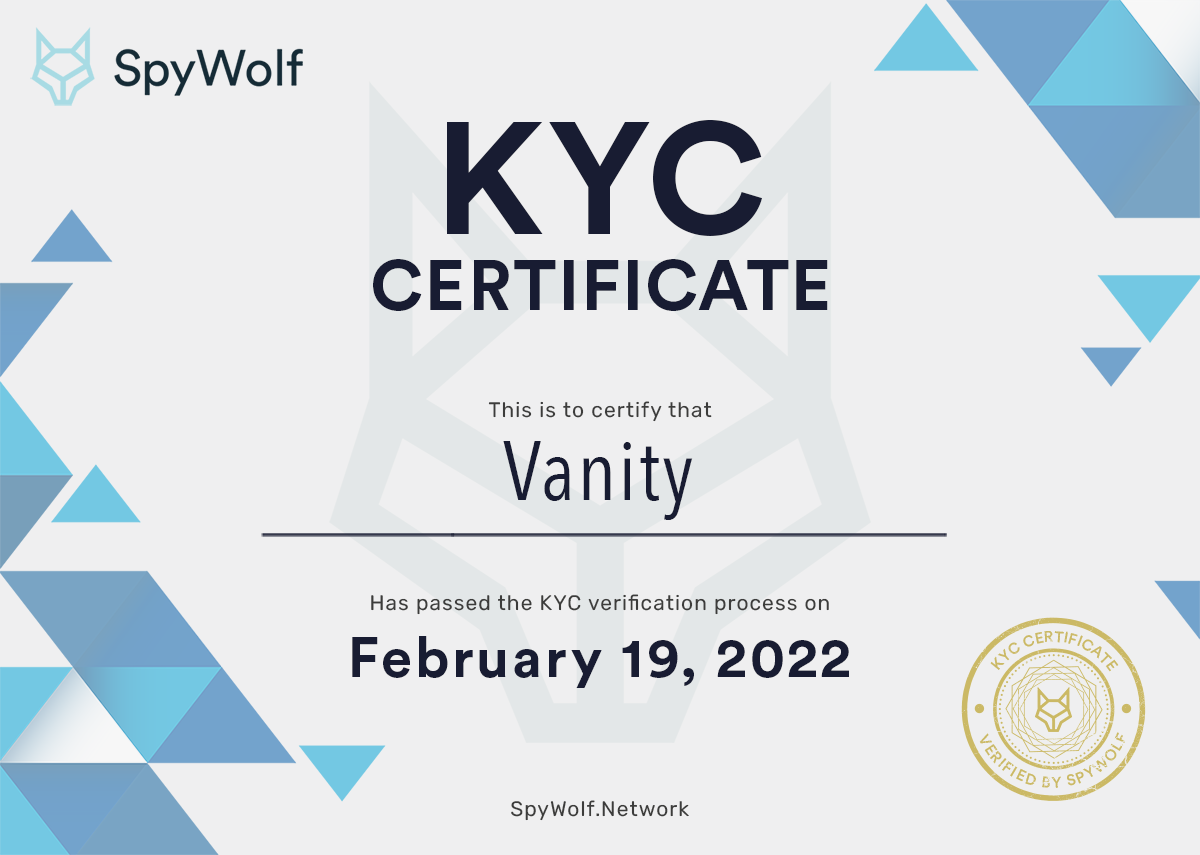 SpyWolf
KYC
CERTIFICATE
This is to certify that
Vanity
Has passed the KYC verification process on
February 19, 2022
KYC CERTIFICATE
VERIFIED BY SPYWOLF
SpyWolf.Network